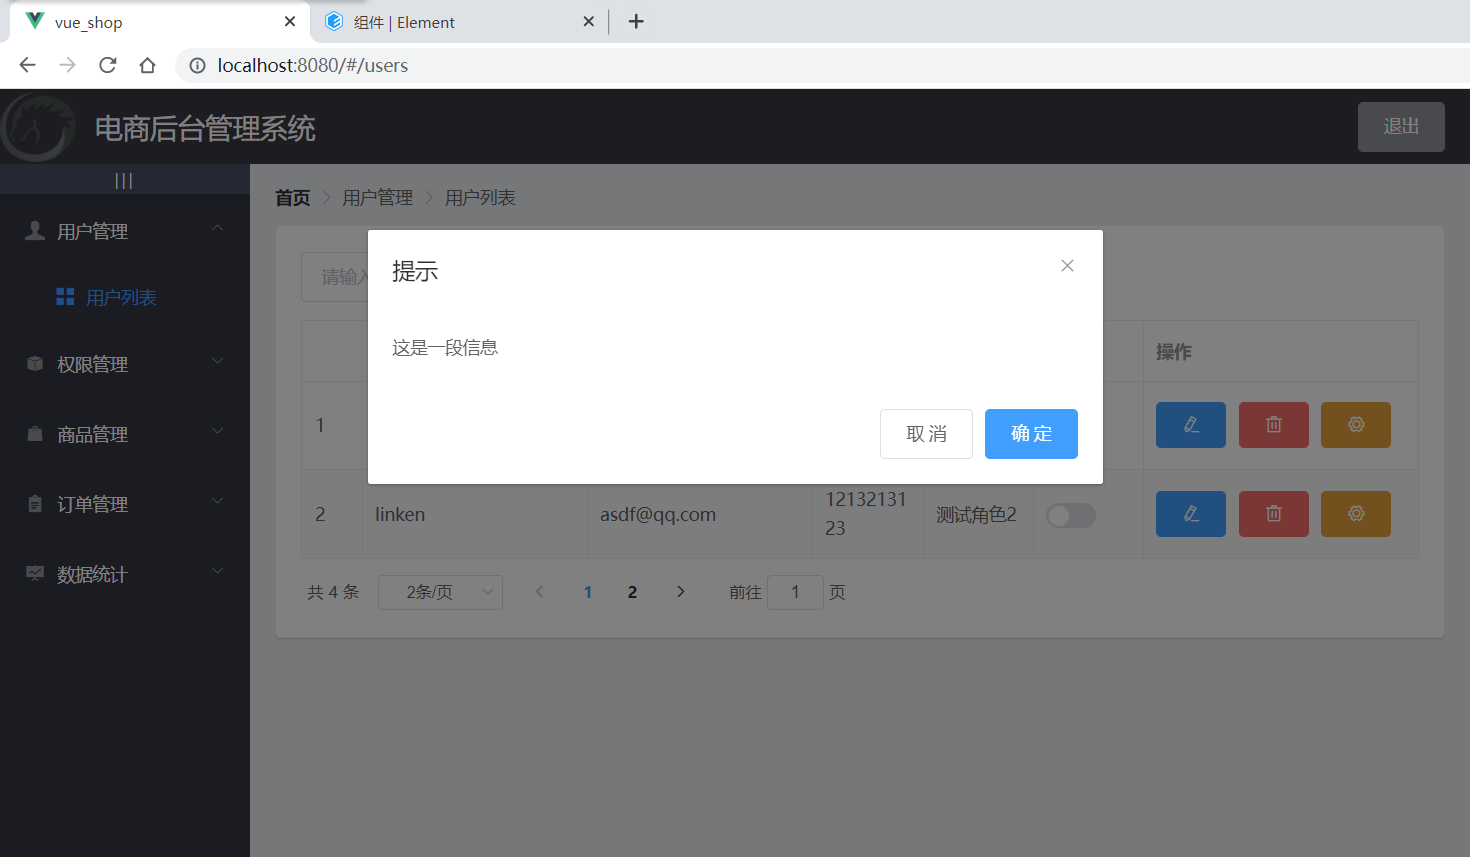 vue_shop
组件 | Element
localhost:8080/#/users
电商后台管理系统
退出
|||
首页 用户管理 用户列表
用户管理
用户列表
权限管理
商品管理
订单管理
数据统计
请输入
提示
这是一段信息
取消 确定
操作
1
2 linken asdf@qq.com 12132131
23 测试角色2
共 4 条 2条/页 1 2 前往 1 页